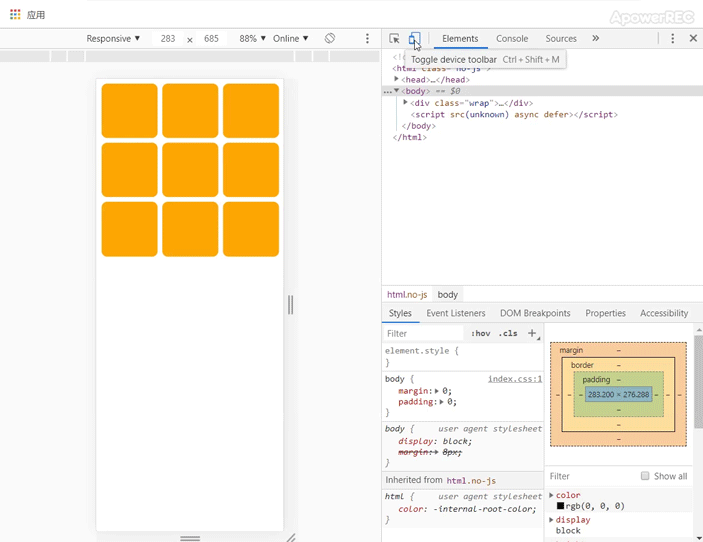 应用
ApowerREC
Responsive ▼ 283 × 685 88% ▼ Online ▼
Elements Console Sources »
Toggle device toolbar Ctrl + Shift + M
<html class="no-js">
▶<head>…</head>
…▼<body> == $0
▶<div class="wrap">…</div>
<script src(unknown) async defer></script>
</body>
</html>
html.no-js body
Styles Event Listeners DOM Breakpoints Properties Accessibility
Filter :hov .cls +
element.style {
}
body { index.css:1
margin:▶ 0;
padding:▶ 0;
}
body { user agent stylesheet
display: block;
margin:▶ 8px;
}
Inherited from html.no-js
html { user agent stylesheet
color: -internal-root-color;
}
margin –
border –
padding –
– – – 283.200 × 276.288 – – –
–
–
–
Filter Show all
▶ color
rgb(0, 0, 0)
▶ display
block